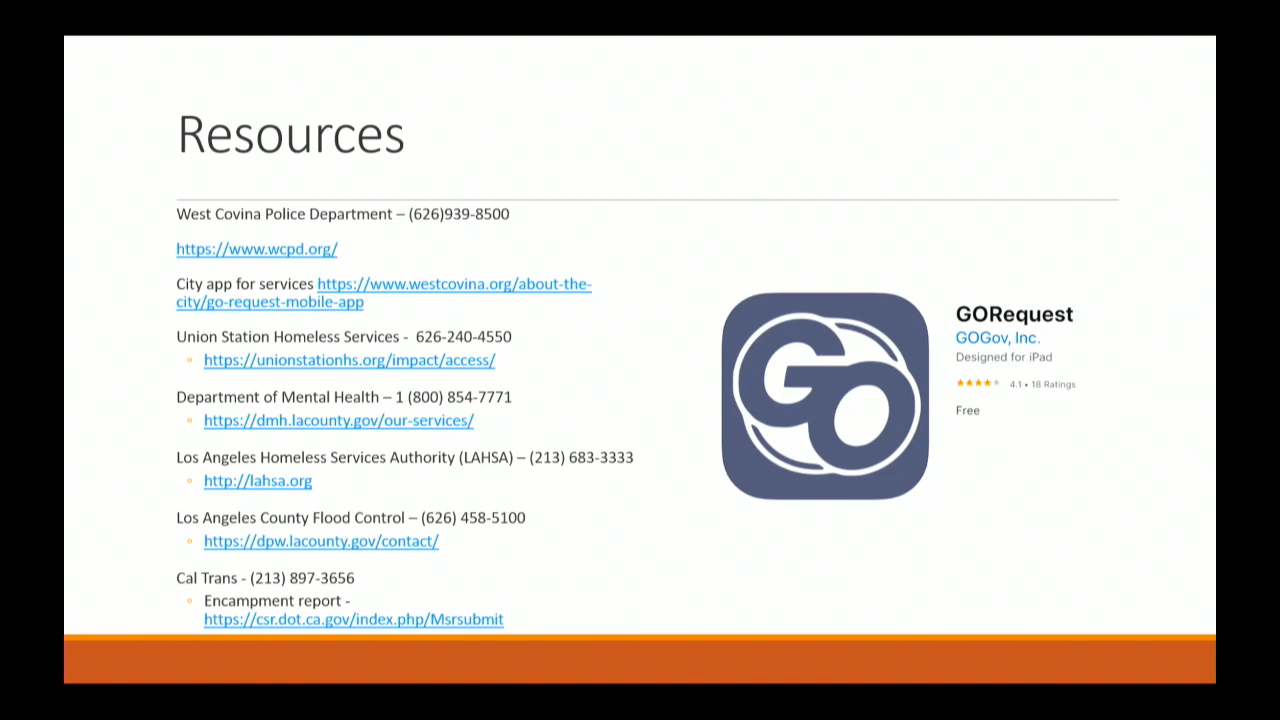 Resources
West Covina Police Department – (626)939-8500
https://www.wcpd.org/
City app for services https://www.westcovina.org/about-the-
city/go-request-mobile-app
Union Station Homeless Services -  626-240-4550
https://unionstationhs.org/impact/access/
Department of Mental Health – 1 (800) 854-7771
https://dmh.lacounty.gov/our-services/
Los Angeles Homeless Services Authority (LAHSA) – (213) 683-3333
http://lahsa.org
Los Angeles County Flood Control – (626) 458-5100
https://dpw.lacounty.gov/contact/
Cal Trans - (213) 897-3656
Encampment report -
https://csr.dot.ca.gov/index.php/Msrsubmit
GO
GORequest
GOGov, Inc.
Designed for iPad
★★★★★ 4.1 • 18 Ratings
Free